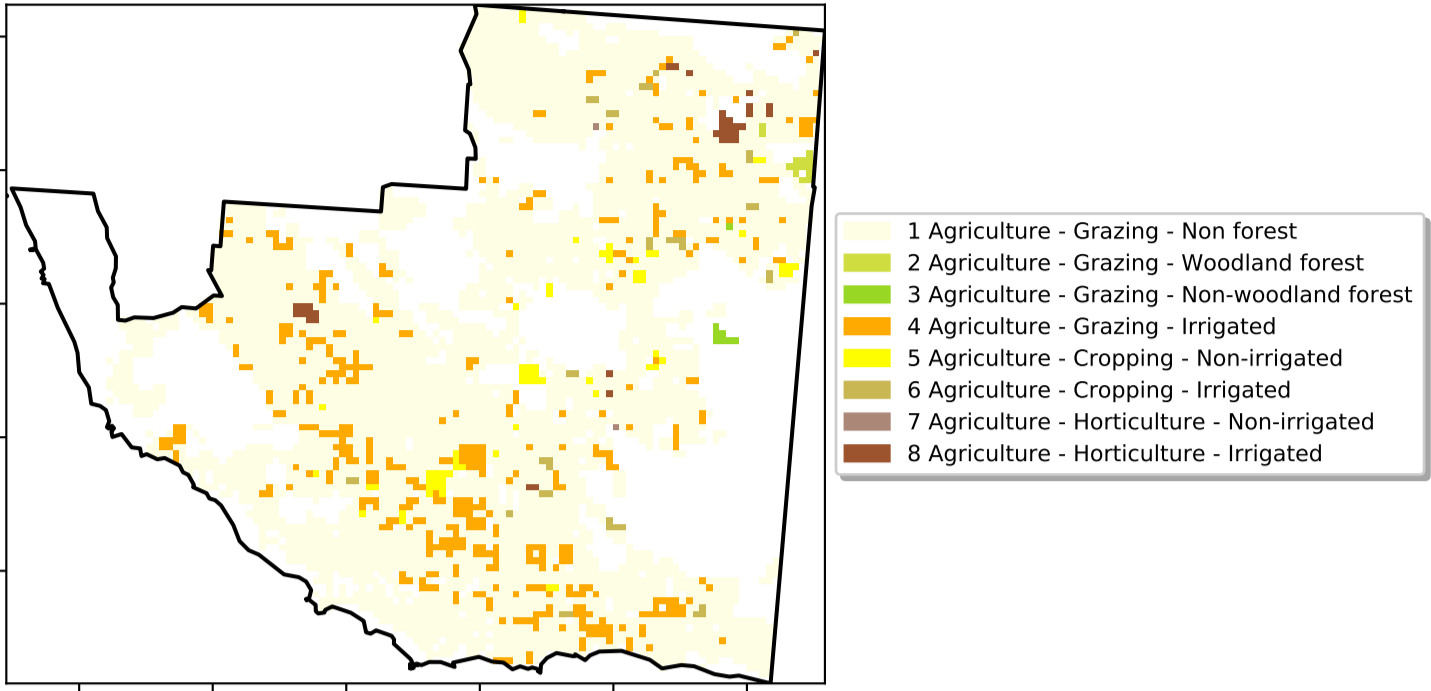 1 Agriculture - Grazing - Non forest
2 Agriculture - Grazing - Woodland forest
3 Agriculture - Grazing - Non-woodland forest
4 Agriculture - Grazing - Irrigated
5 Agriculture - Cropping - Non-irrigated
6 Agriculture - Cropping - Irrigated
7 Agriculture - Horticulture - Non-irrigated
8 Agriculture - Horticulture - Irrigated